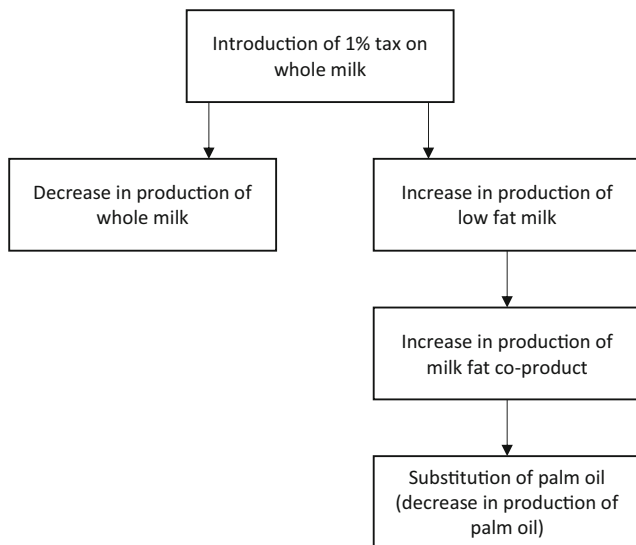 Introduction of 1% tax on
whole milk
Decrease in production of
whole milk
Increase in production of
low fat milk
Increase in production of
milk fat co-product
Substitution of palm oil
(decrease in production of
palm oil)